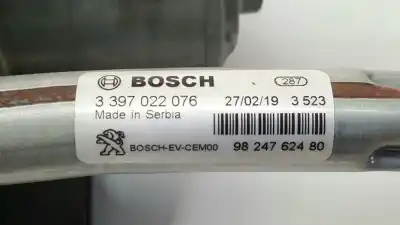 BOSCH 287
3 397 022 076 27/02/19 3 523
Made in Serbia
BOSCH-EV-CEM00 98 247 624 80